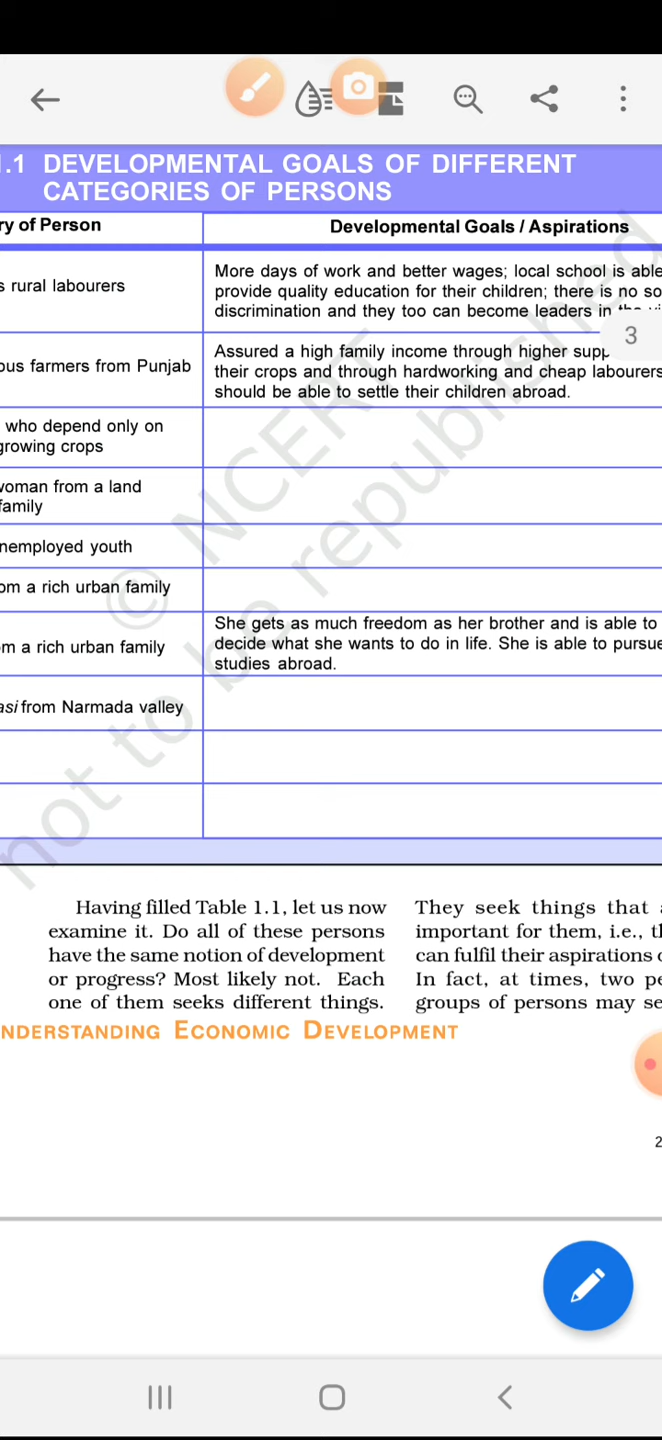 .1 DEVELOPMENTAL GOALS OF DIFFERENT
CATEGORIES OF PERSONS
ry of Person
Developmental Goals / Aspirations
s rural labourers
More days of work and better wages; local school is able
provide quality education for their children; there is no so
discrimination and they too can become leaders in
3
ous farmers from Punjab
Assured a high family income through higher supp
their crops and through hardworking and cheap labourers
should be able to settle their children abroad.
who depend only on
growing crops
woman from a land
family
nemployed youth
om a rich urban family
m a rich urban family
She gets as much freedom as her brother and is able to
decide what she wants to do in life. She is able to pursue
studies abroad.
asi from Narmada valley
© NCERT
not to be republished
Having filled Table 1.1, let us now
examine it. Do all of these persons
have the same notion of development
or progress? Most likely not. Each
one of them seeks different things.
They seek things that
important for them, i.e., th
can fulfil their aspirations
In fact, at times, two pe
groups of persons may se
NDERSTANDING ECONOMIC DEVELOPMENT
2